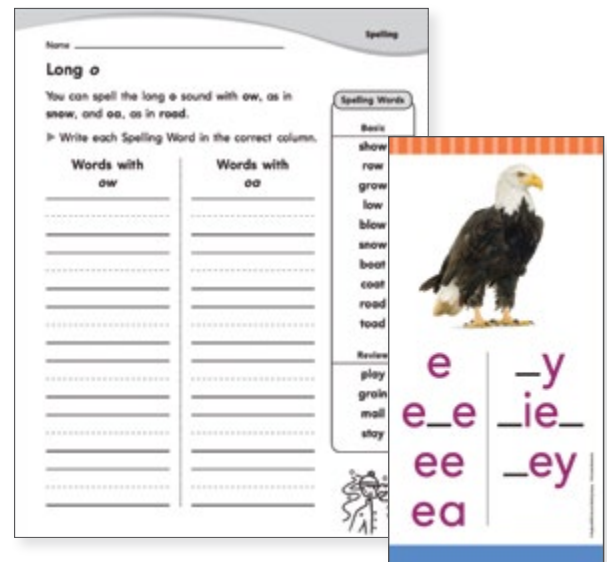 Spelling
Name
Long o
You can spell the long o sound with ow, as in
snow, and oa, as in road.
▶ Write each Spelling Word in the correct column.
Words with
ow
Words with
oa
Spelling Words
Basic
show
row
grow
low
blow
snow
boat
coat
road
toad
Review
play
grain
mail
stay
e
e_e
ee
ea
_y
_ie_
_ey